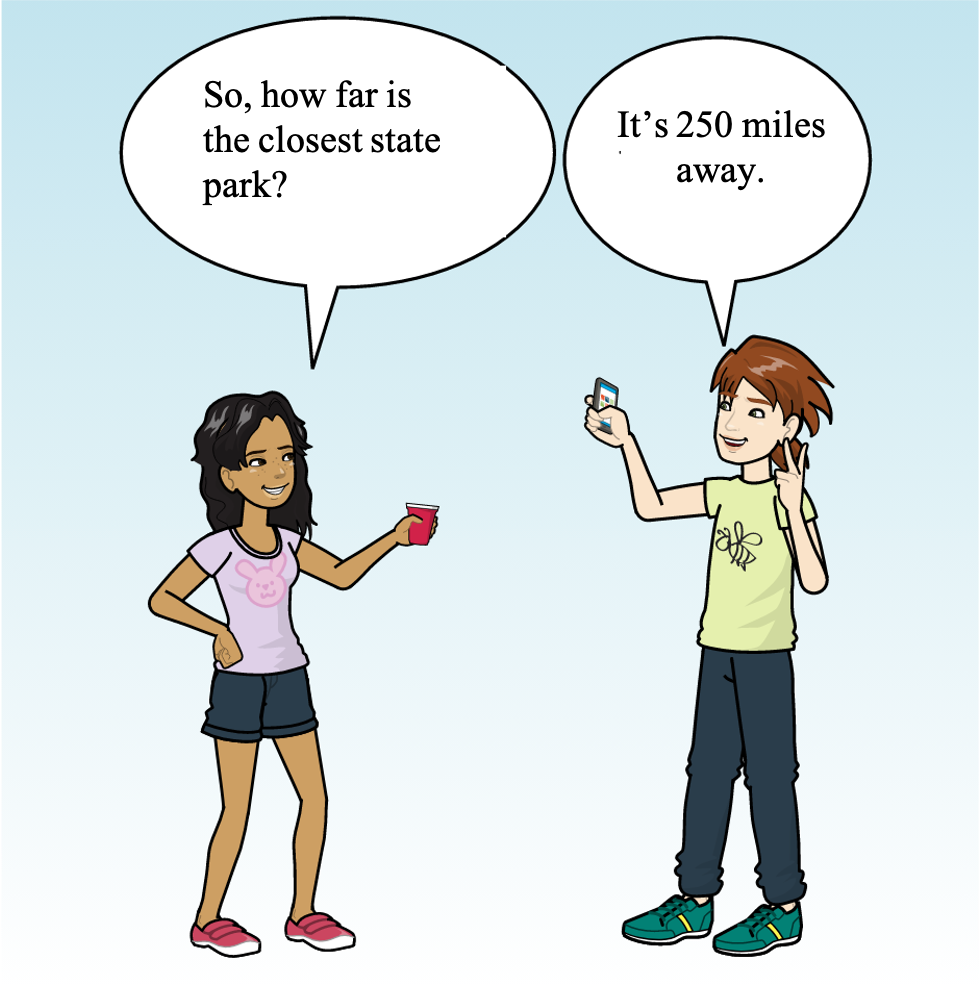 So, how far is
the closest state
park?
It’s 250 miles
away.